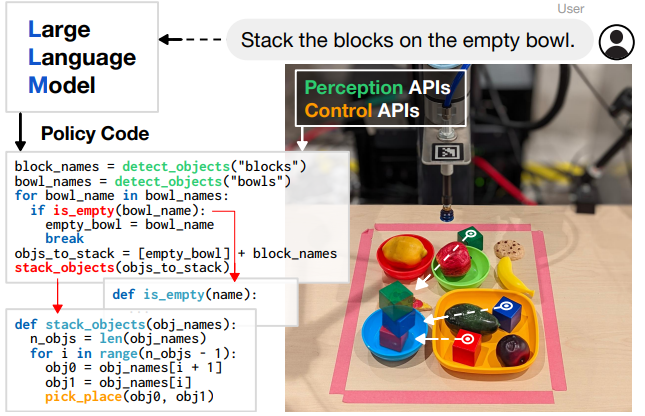 User
Stack the blocks on the empty bowl.
Large
Language
Model
Perception APIs
Control APIs
Policy Code
block_names = detect_objects("blocks")
bowl_names = detect_objects("bowls")
for bowl_name in bowl_names:
  if is_empty(bowl_name):
    empty_bowl = bowl_name
    break
objs_to_stack = [empty_bowl] + block_names
stack_objects(objs_to_stack)
def is_empty(name):
def stack_objects(obj_names):
  n_objs = len(obj_names)
  for i in range(n_objs - 1):
    obj0 = obj_names[i + 1]
    obj1 = obj_names[i]
    pick_place(obj0, obj1)